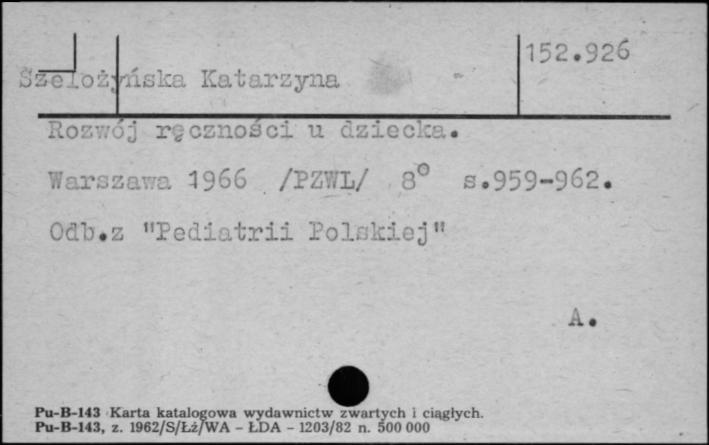 152.926
Szelożyńska Katarzyna
Rozwój ręczności u dziecka.
Warszawa 1966 /PZWL/ 8° s.959-962.
Odb.z "Pediatrii Polskiej"
A.
Pu-B-143 Karta katalogowa wydawnictw zwartych i ciągłych.
Pu-B-143, z. 1962/S/Łż/WA - ŁDA - 1203/82 n. 500 000